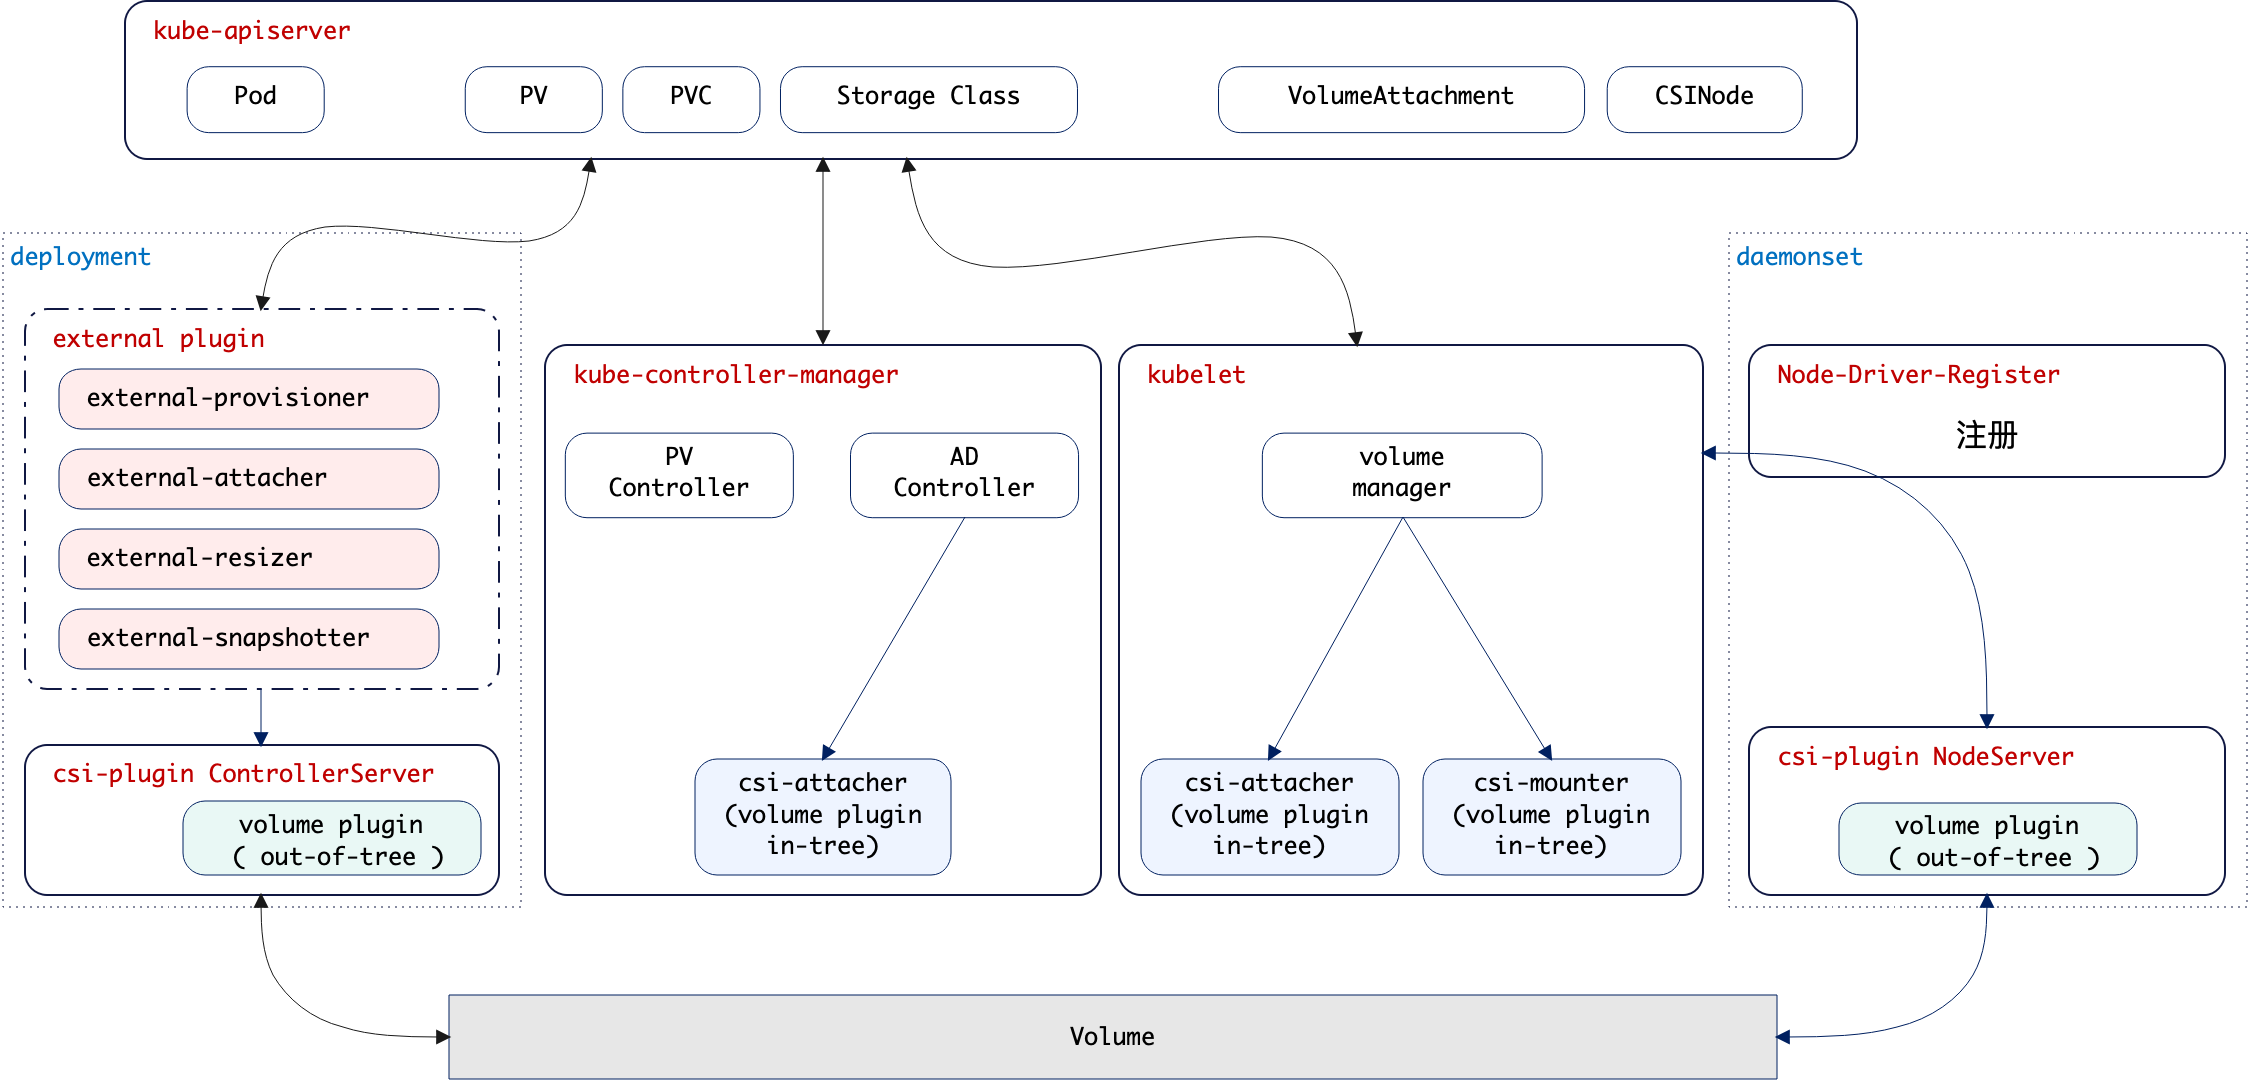 kube-apiserver
Pod
PV
PVC
Storage Class
VolumeAttachment
CSINode
deployment
external plugin
external-provisioner
external-attacher
external-resizer
external-snapshotter
csi-plugin ControllerServer
volume plugin
( out-of-tree )
kube-controller-manager
PV
Controller
AD
Controller
csi-attacher
(volume plugin
in-tree)
kubelet
volume
manager
csi-attacher
(volume plugin
in-tree)
csi-mounter
(volume plugin
in-tree)
daemonset
Node-Driver-Register
注册
csi-plugin NodeServer
volume plugin
( out-of-tree )
Volume